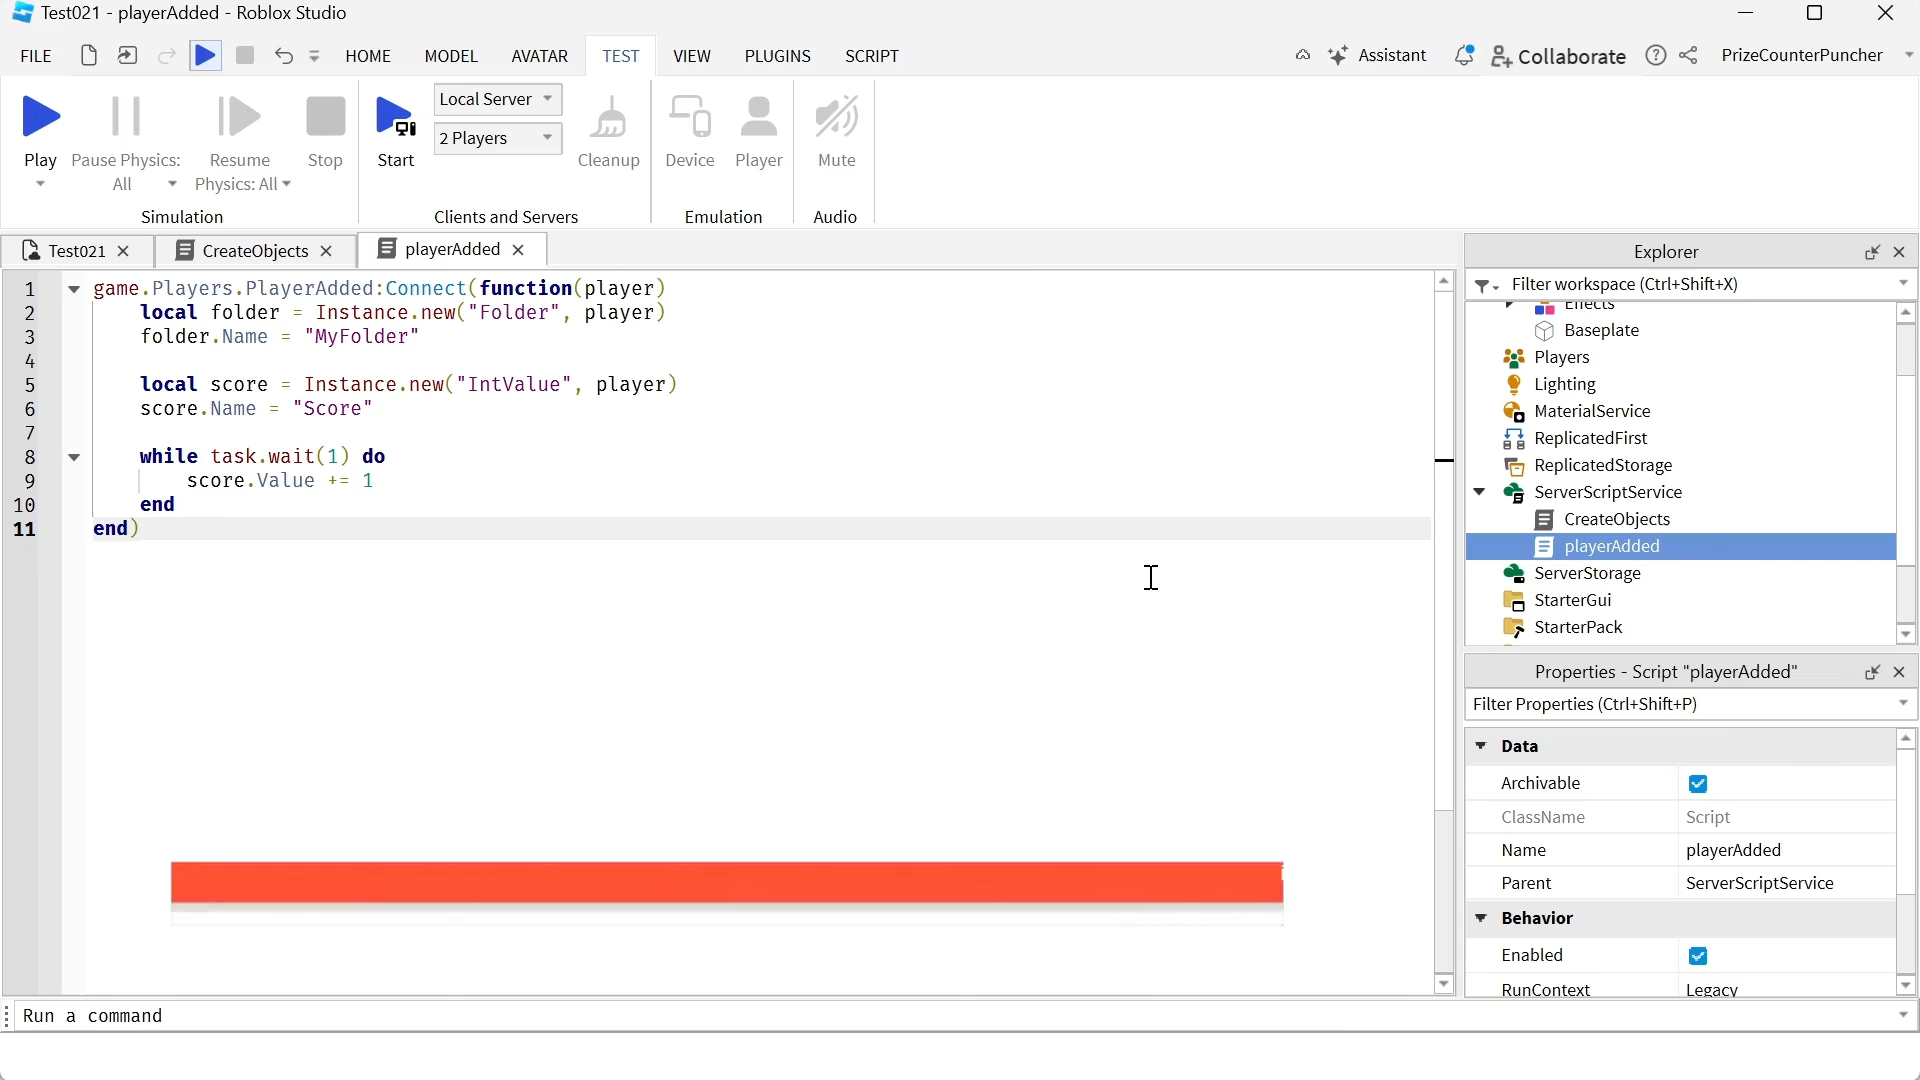 Test021 - playerAdded - Roblox Studio
FILE HOME MODEL AVATAR TEST VIEW PLUGINS SCRIPT Assistant Collaborate PrizeCounterPuncher
Play
Pause Physics: All
Resume Physics: All
Stop
Simulation
Start
Local Server
2 Players
Cleanup
Clients and Servers
Device
Player
Emulation
Mute
Audio
Test021 CreateObjects playerAdded
1 game.Players.PlayerAdded:Connect(function(player)
2 local folder = Instance.new("Folder", player)
3 folder.Name = "MyFolder"
4
5 local score = Instance.new("IntValue", player)
6 score.Name = "Score"
7
8 while task.wait(1) do
9 score.Value += 1
10 end
11 end)
Explorer
Filter workspace (Ctrl+Shift+X)
Effects
Baseplate
Players
Lighting
MaterialService
ReplicatedFirst
ReplicatedStorage
ServerScriptService
CreateObjects
playerAdded
ServerStorage
StarterGui
StarterPack
Properties - Script "playerAdded"
Filter Properties (Ctrl+Shift+P)
Data
Archivable
ClassName Script
Name playerAdded
Parent ServerScriptService
Behavior
Enabled
RunContext Legacy
Run a command